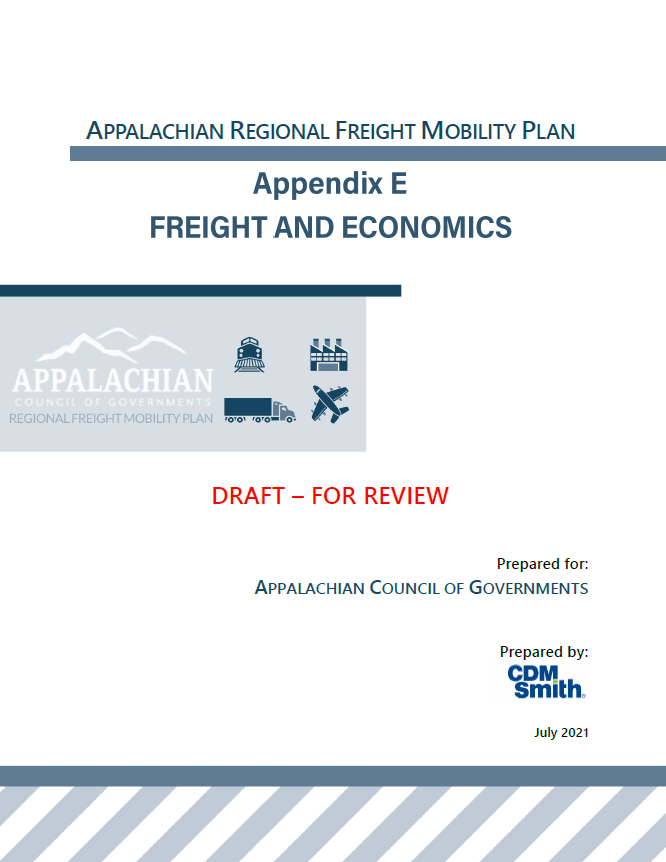 APPALACHIAN REGIONAL FREIGHT MOBILITY PLAN
Appendix E
FREIGHT AND ECONOMICS
APPALACHIAN
COUNCIL OF GOVERNMENTS
REGIONAL FREIGHT MOBILITY PLAN
DRAFT – FOR REVIEW
Prepared for:
APPALACHIAN COUNCIL OF GOVERNMENTS
Prepared by:
CDM
Smith®
July 2021